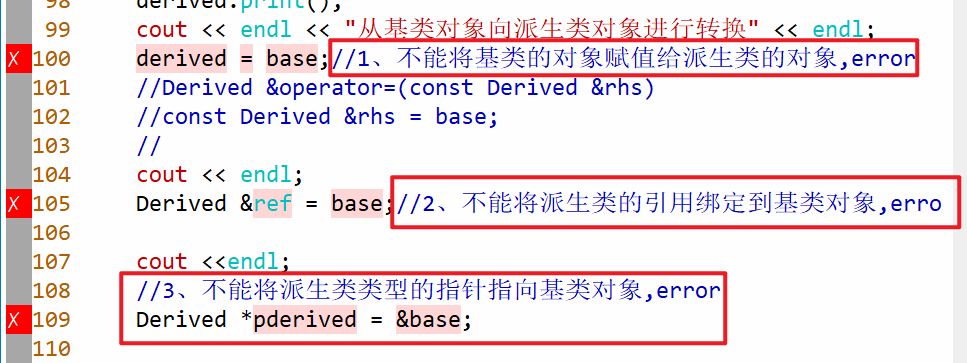 98 derived.print();
99 cout << endl << "从基类对象向派生类对象进行转换" << endl;
X 100 derived = base;//1、不能将基类的对象赋值给派生类的对象,error
101 //Derived &operator=(const Derived &rhs)
102 //const Derived &rhs = base;
103 //
104 cout << endl;
X 105 Derived &ref = base;//2、不能将派生类的引用绑定到基类对象,erro
106
107 cout <<endl;
108 //3、不能将派生类类型的指针指向基类对象,error
X 109 Derived *pderived = &base;
110